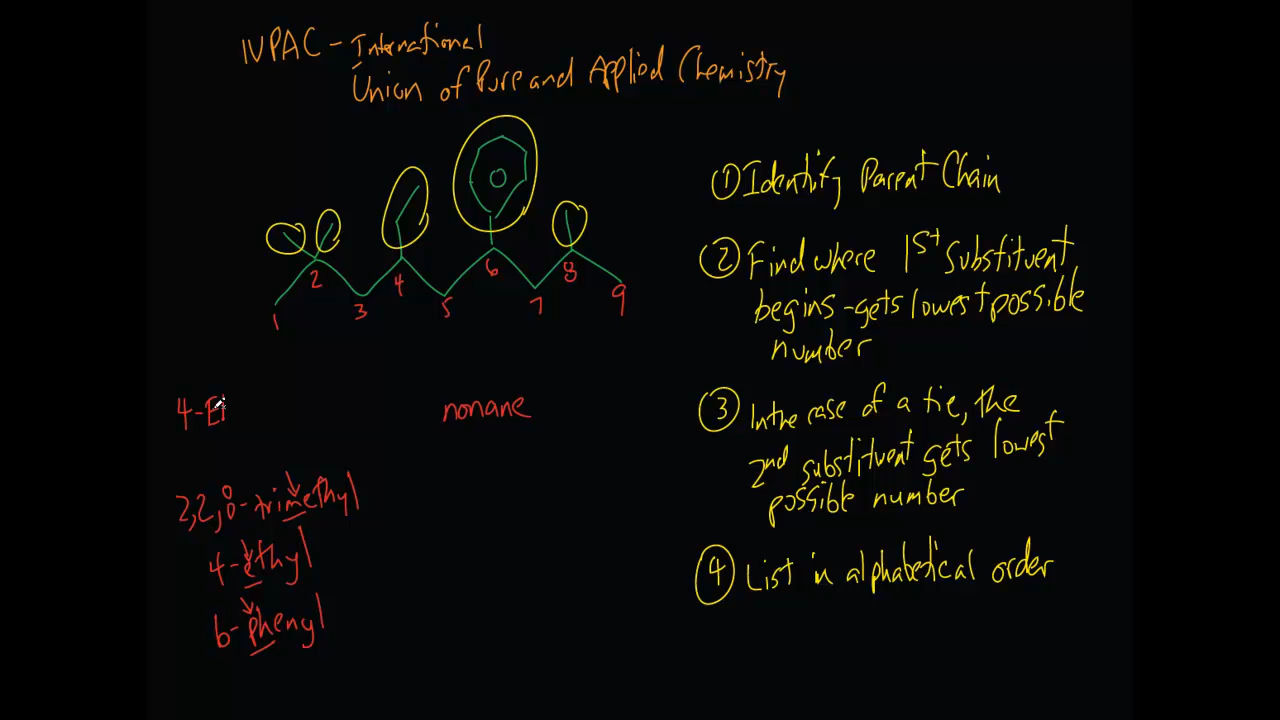 IUPAC - International
Union of Pure and Applied Chemistry
1 2 3 4 5 6 7 8 9
① Identify Parent Chain
② Find where 1st Substituent
begins - gets lowest possible
number
③ In the case of a tie, the
2nd substituent gets lowest
possible number
④ List in alphabetical order
4-Et
nonane
2,2,8-trimethyl
4-ethyl
6-phenyl